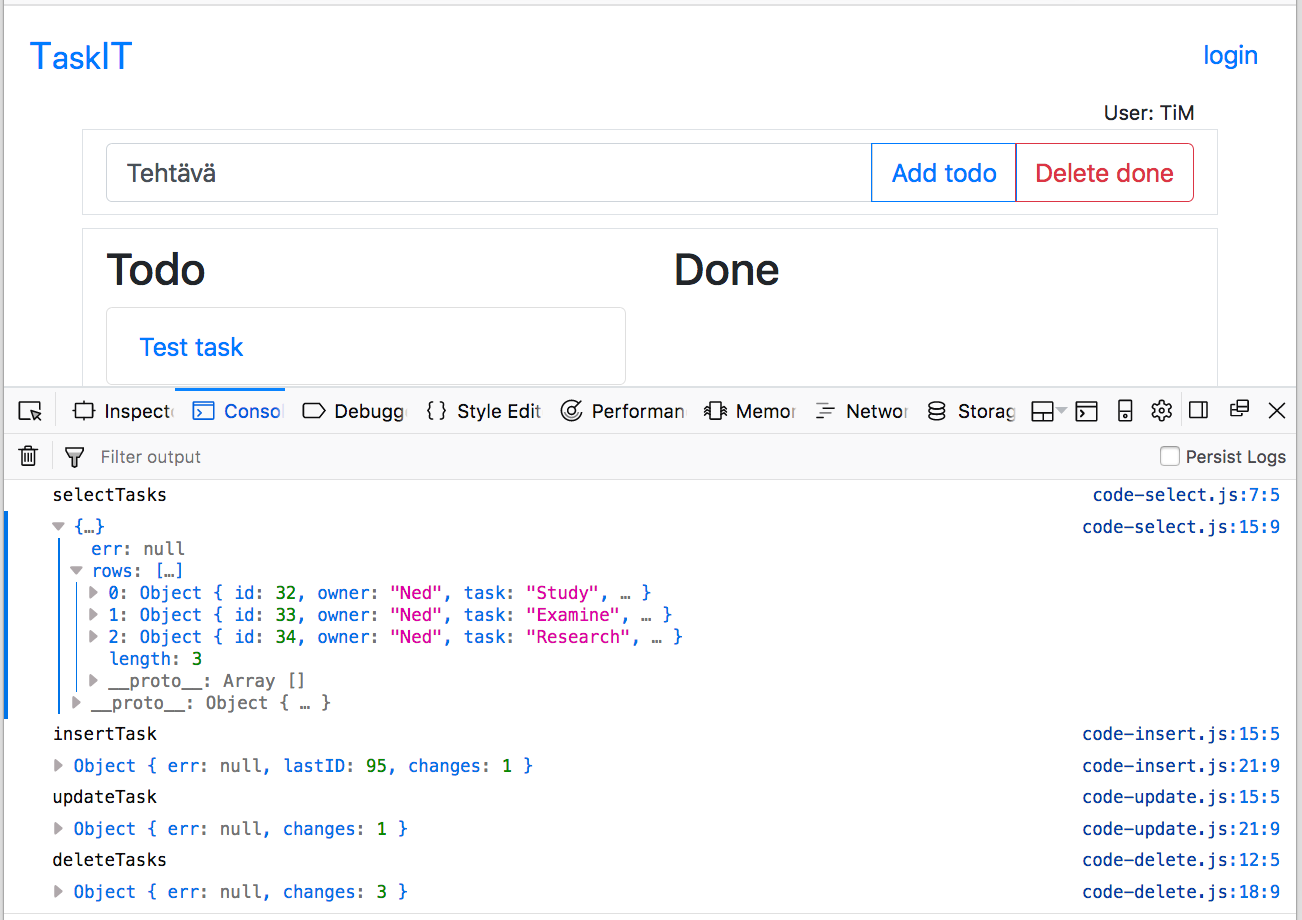 TaskIT login
User: TiM
Tehtävä Add todo Delete done
Todo Done
Test task
Inspect Consol Debugg Style Edit Performan Memor Networ Storag
Filter output Persist Logs
selectTasks code-select.js:7:5
{…} code-select.js:15:9
err: null
rows: […]
0: Object { id: 32, owner: "Ned", task: "Study", … }
1: Object { id: 33, owner: "Ned", task: "Examine", … }
2: Object { id: 34, owner: "Ned", task: "Research", … }
length: 3
__proto__: Array []
__proto__: Object { … }
insertTask code-insert.js:15:5
Object { err: null, lastID: 95, changes: 1 } code-insert.js:21:9
updateTask code-update.js:15:5
Object { err: null, changes: 1 } code-update.js:21:9
deleteTasks code-delete.js:12:5
Object { err: null, changes: 3 } code-delete.js:18:9